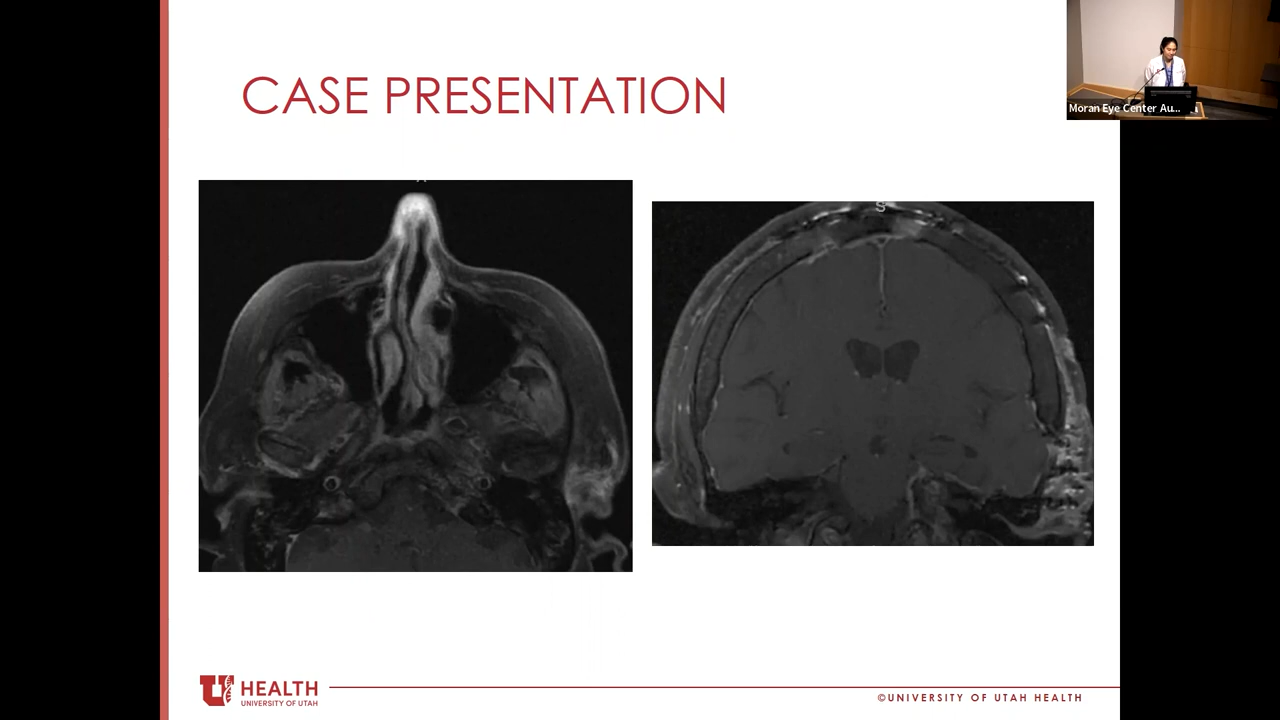 CASE PRESENTATION
Moran Eye Center Au...
S
U HEALTH
UNIVERSITY OF UTAH
©UNIVERSITY OF UTAH HEALTH